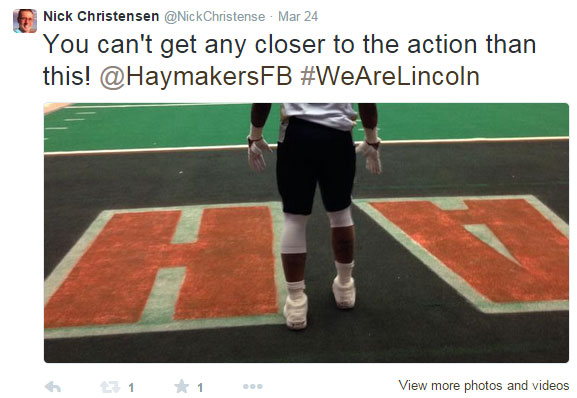 Nick Christensen @NickChristense · Mar 24
You can't get any closer to the action than
this! @HaymakersFB #WeAreLincoln
HA
1 1
View more photos and videos